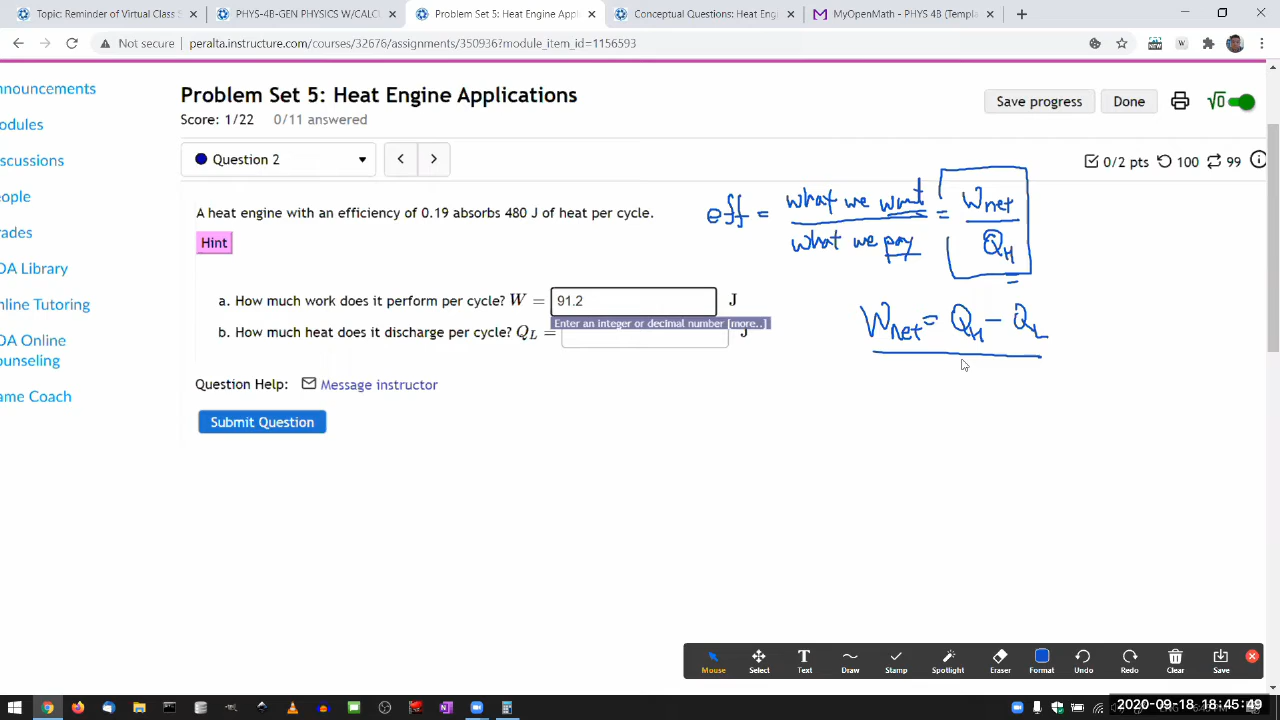 Topic: Reminder of Virtual Class S
PHYS-4B-GEN PHYSICS W/CALC
Problem Set 5: Heat Engine Appli
Conceptual Question: Heat Eng
MyOpenMath - PHYS 4B (Templa
Not secure
peralta.instructure.com/courses/32676/assignments/350936?module_item_id=1156593
nnouncements
odules
scussions
eople
rades
OA Library
nline Tutoring
OA Online
ounseling
ame Coach
Problem Set 5: Heat Engine Applications
Score: 1/22 0/11 answered
Save progress
Done
√0
Question 2
0/2 pts 100 99
A heat engine with an efficiency of 0.19 absorbs 480 J of heat per cycle.
Hint
a. How much work does it perform per cycle? W = 91.2 J
Enter an integer or decimal number [more..]
b. How much heat does it discharge per cycle? Q_L = J
Question Help: Message instructor
Submit Question
eff = what we want / what we pay = W_net / Q_H
W_net = Q_H - Q_L
Mouse
Select
Text
Draw
Stamp
Spotlight
Eraser
Format
Undo
Redo
Clear
Save
2020-09-18 18:45:49